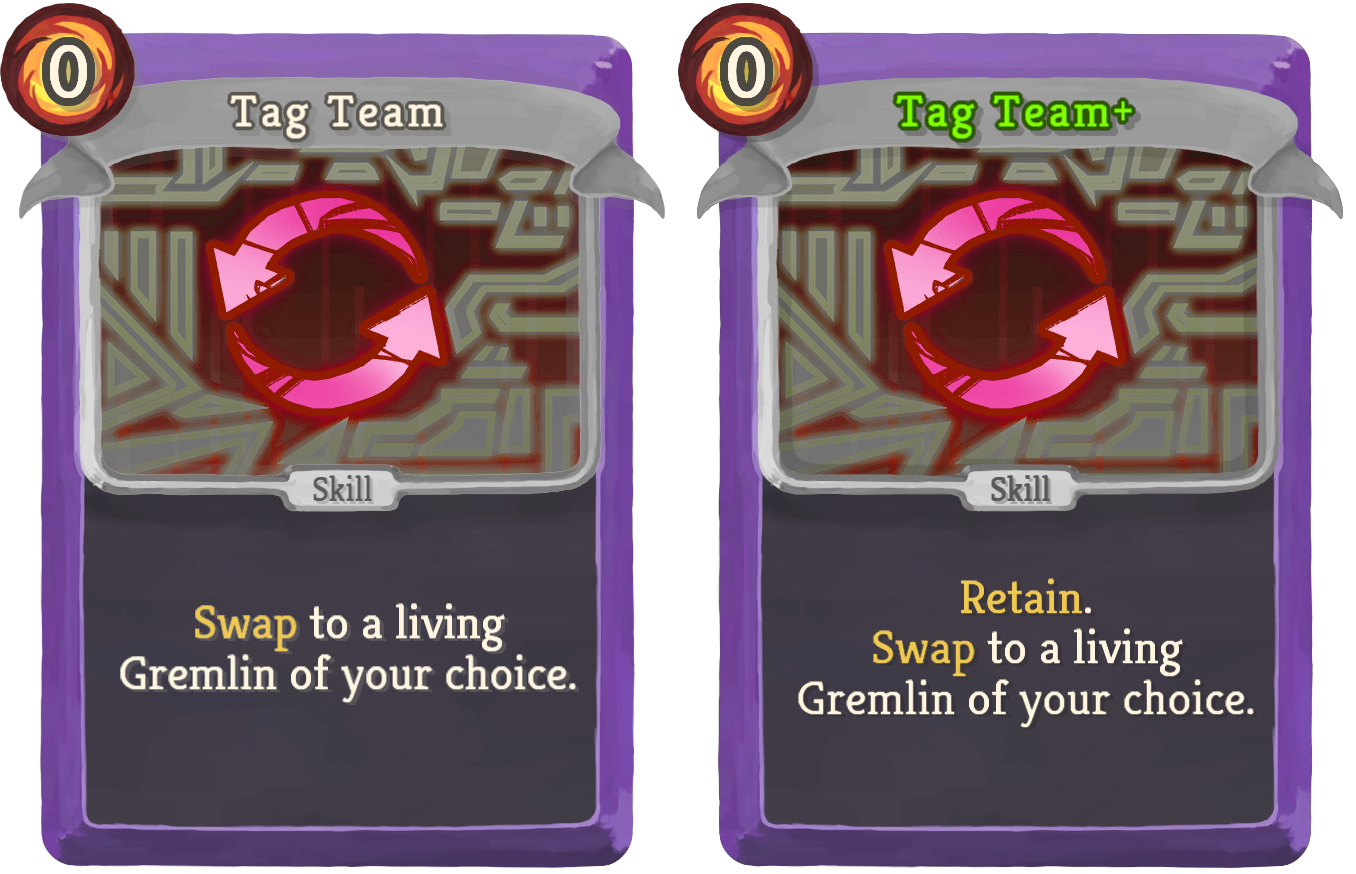 0
Tag Team
Skill
Swap to a living
Gremlin of your choice.
0
Tag Team+
Skill
Retain.
Swap to a living
Gremlin of your choice.